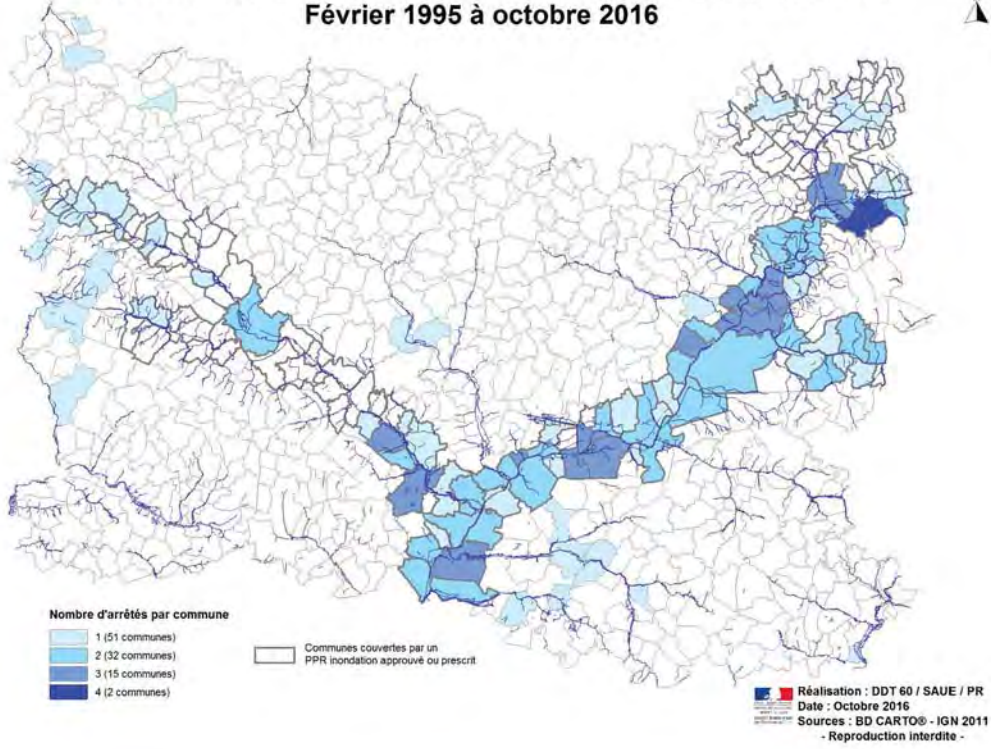 Février 1995 à octobre 2016
Nombre d'arrêtés par commune
1 (51 communes)
2 (32 communes)
3 (15 communes)
4 (2 communes)
Communes couvertes par un
PPR inondation approuvé ou prescrit
Réalisation : DDT 60 / SAUE / PR
Date : Octobre 2016
Sources : BD CARTO® - IGN 2011
- Reproduction interdite -